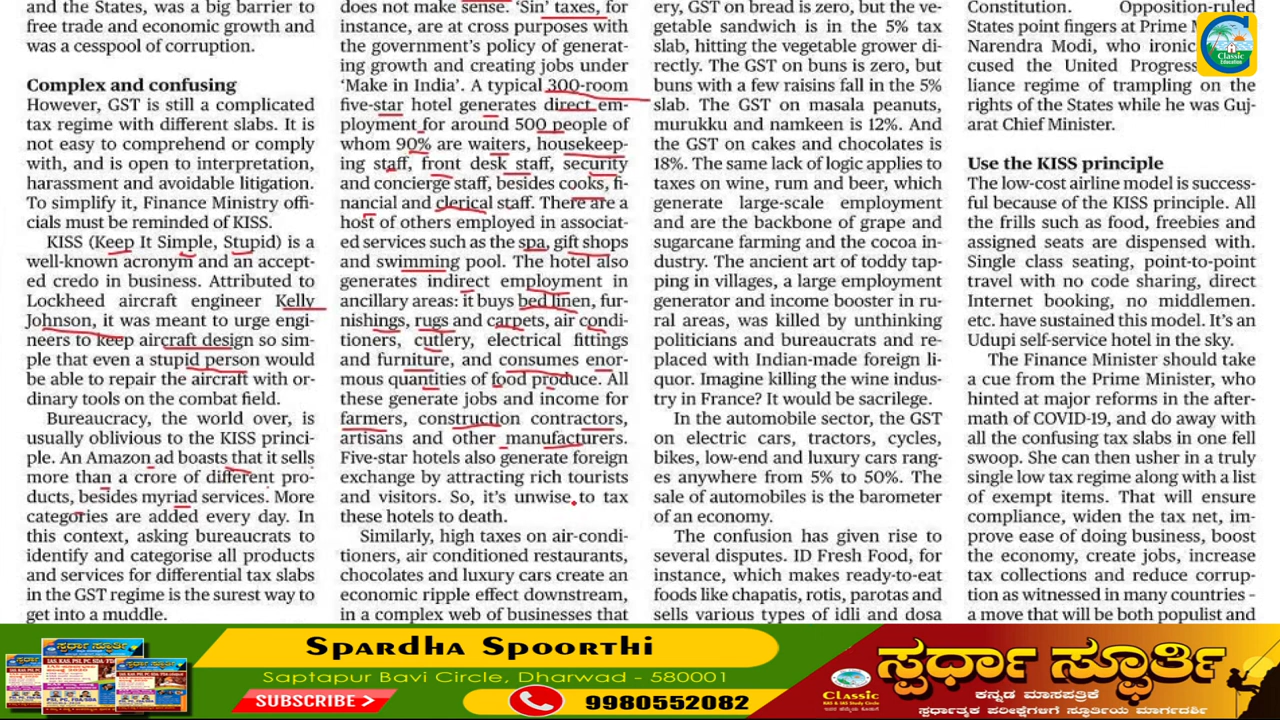 and the States, was a big barrier to
free trade and economic growth and
was a cesspool of corruption.
Complex and confusing
However, GST is still a complicated
tax regime with different slabs. It is
not easy to comprehend or comply
with, and is open to interpretation,
harassment and avoidable litigation.
To simplify it, Finance Ministry offi-
cials must be reminded of KISS.
KISS (Keep It Simple, Stupid) is a
well-known acronym and an accept-
ed credo in business. Attributed to
Lockheed aircraft engineer Kelly
Johnson, it was meant to urge engi-
neers to keep aircraft design so sim-
ple that even a stupid person would
be able to repair the aircraft with or-
dinary tools on the combat field.
Bureaucracy, the world over, is
usually oblivious to the KISS princi-
ple. An Amazon ad boasts that it sells
more than a crore of different pro-
ducts, besides myriad services. More
categories are added every day. In
this context, asking bureaucrats to
identify and categorise all products
and services for differential tax slabs
in the GST regime is the surest way to
get into a muddle.
does not make sense. ‘Sin’ taxes, for
instance, are at cross purposes with
the government’s policy of generat-
ing growth and creating jobs under
‘Make in India’. A typical 300-room
five-star hotel generates direct em-
ployment for around 500 people of
whom 90% are waiters, housekeep-
ing staff, front desk staff, security
and concierge staff, besides cooks, fi-
nancial and clerical staff. There are a
host of others employed in associat-
ed services such as the spa, gift shops
and swimming pool. The hotel also
generates indirect employment in
ancillary areas: it buys bed linen, fur-
nishings, rugs and carpets, air condi-
tioners, cutlery, electrical fittings
and furniture, and consumes enor-
mous quantities of food produce. All
these generate jobs and income for
farmers, construction contractors,
artisans and other manufacturers.
Five-star hotels also generate foreign
exchange by attracting rich tourists
and visitors. So, it’s unwise to tax
these hotels to death.
Similarly, high taxes on air-condi-
tioners, air conditioned restaurants,
chocolates and luxury cars create an
economic ripple effect downstream,
in a complex web of businesses that
ery, GST on bread is zero, but the ve-
getable sandwich is in the 5% tax
slab, hitting the vegetable grower di-
rectly. The GST on buns is zero, but
buns with a few raisins fall in the 5%
slab. The GST on masala peanuts,
murukku and namkeen is 12%. And
the GST on cakes and chocolates is
18%. The same lack of logic applies to
taxes on wine, rum and beer, which
generate large-scale employment
and are the backbone of grape and
sugarcane farming and the cocoa in-
dustry. The ancient art of toddy tap-
ping in villages, a large employment
generator and income booster in ru-
ral areas, was killed by unthinking
politicians and bureaucrats and re-
placed with Indian-made foreign li-
quor. Imagine killing the wine indus-
try in France? It would be sacrilege.
In the automobile sector, the GST
on electric cars, tractors, cycles,
bikes, low-end and luxury cars rang-
es anywhere from 5% to 50%. The
sale of automobiles is the barometer
of an economy.
The confusion has given rise to
several disputes. ID Fresh Food, for
instance, which makes ready-to-eat
foods like chapatis, rotis, parotas and
sells various types of idli and dosa
Constitution. Opposition-ruled
States point fingers at Prime M
Narendra Modi, who ironic
cused the United Progress
liance regime of trampling on the
rights of the States while he was Guj-
arat Chief Minister.
Use the KISS principle
The low-cost airline model is success-
ful because of the KISS principle. All
the frills such as food, freebies and
assigned seats are dispensed with.
Single class seating, point-to-point
travel with no code sharing, direct
Internet booking, no middlemen.
etc. have sustained this model. It’s an
Udupi self-service hotel in the sky.
The Finance Minister should take
a cue from the Prime Minister, who
hinted at major reforms in the after-
math of COVID-19, and do away with
all the confusing tax slabs in one fell
swoop. She can then usher in a truly
single low tax regime along with a list
of exempt items. That will ensure
compliance, widen the tax net, im-
prove ease of doing business, boost
the economy, create jobs, increase
tax collections and reduce corrup-
tion as witnessed in many countries –
a move that will be both populist and
Classic
Education
Spardha Spoorthi
Saptapur Bavi Circle, Dharwad - 580001
SUBSCRIBE
9980552082
Classic
KAS & IAS Study Circle
ಸ್ಪರ್ಧಾ ಸ್ಫೂರ್ತಿ
ಕನ್ನಡ ಮಾಸಪತ್ರಿಕೆ
ಸ್ಪರ್ಧಾತ್ಮಕ ಪರೀಕ್ಷೆಗಳಿಗೆ ಸ್ಫೂರ್ತಿಯ ಮಾರ್ಗದರ್ಶಿ